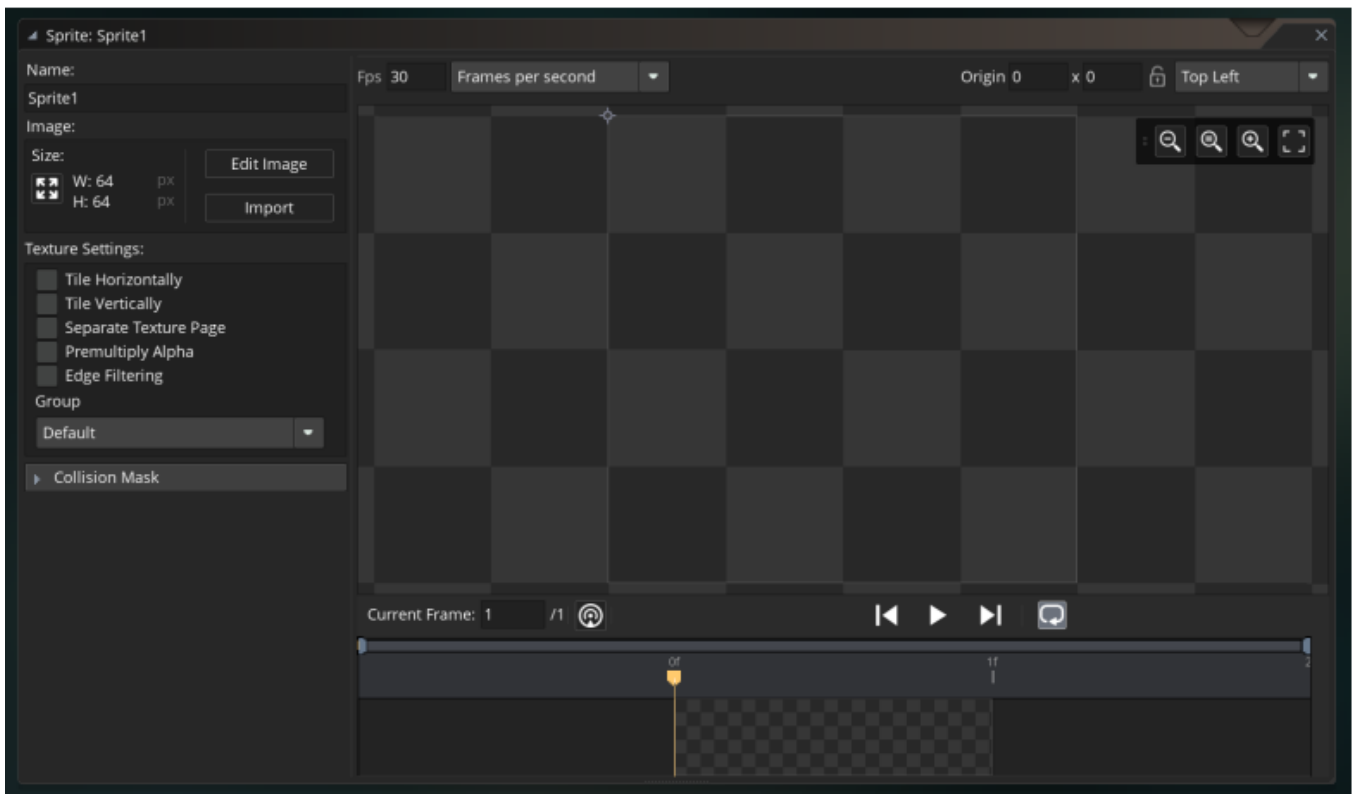 Sprite: Sprite1
Name:
Sprite1
Image:
Size:
W: 64 px
H: 64 px
Edit Image
Import
Texture Settings:
Tile Horizontally
Tile Vertically
Separate Texture Page
Premultiply Alpha
Edge Filtering
Group
Default
Collision Mask
Fps 30 Frames per second Origin 0 x 0 Top Left
Current Frame: 1 /1
0f 1f 2